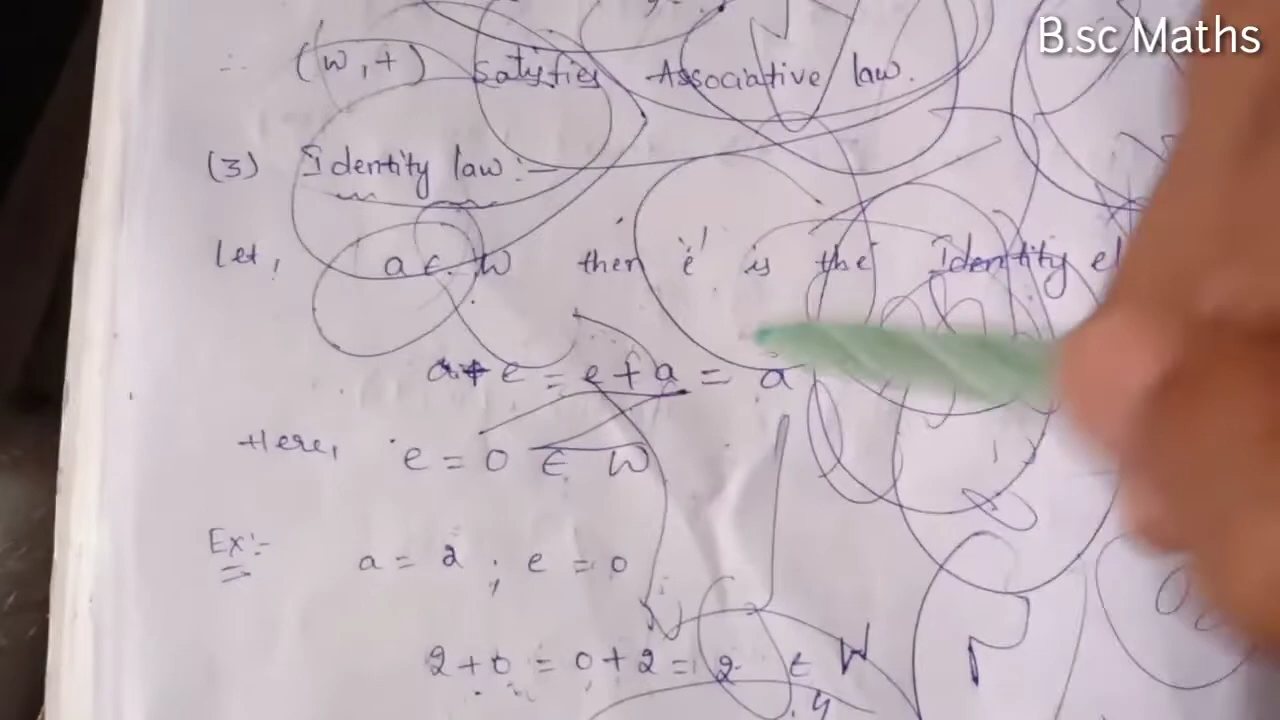 B.sc Maths
∴ (W, +) Satisfies Associative law.
(3) Identity law :-
Let, a ∈ W then 'e' is the Identity el
a + e = e + a = a
Here, e = 0 ∈ W
Ex:- a = 2 ; e = 0
2 + 0 = 0 + 2 = 2 ∈ W